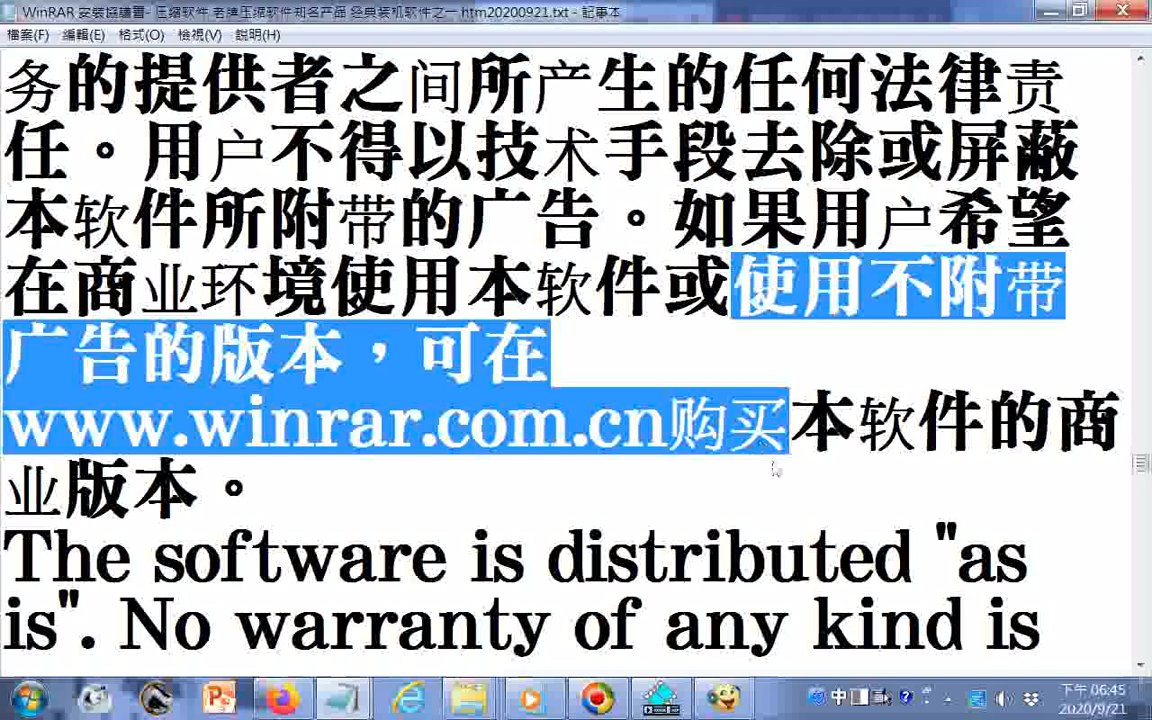 WinRAR 安装協議書- 压缩软件 老牌压缩软件知名产品 经典装机软件之一 htm20200921.txt - 記事本
檔案(F) 編輯(E) 格式(O) 檢視(V) 說明(H)
务的提供者之间所产生的任何法律责
任。用户不得以技术手段去除或屏蔽
本软件所附带的广告。如果用户希望
在商业环境使用本软件或使用不附带
广告的版本，可在
www.winrar.com.cn购买本软件的商
业版本。
The software is distributed "as
is". No warranty of any kind is
中
下午 06:45
2020/9/21